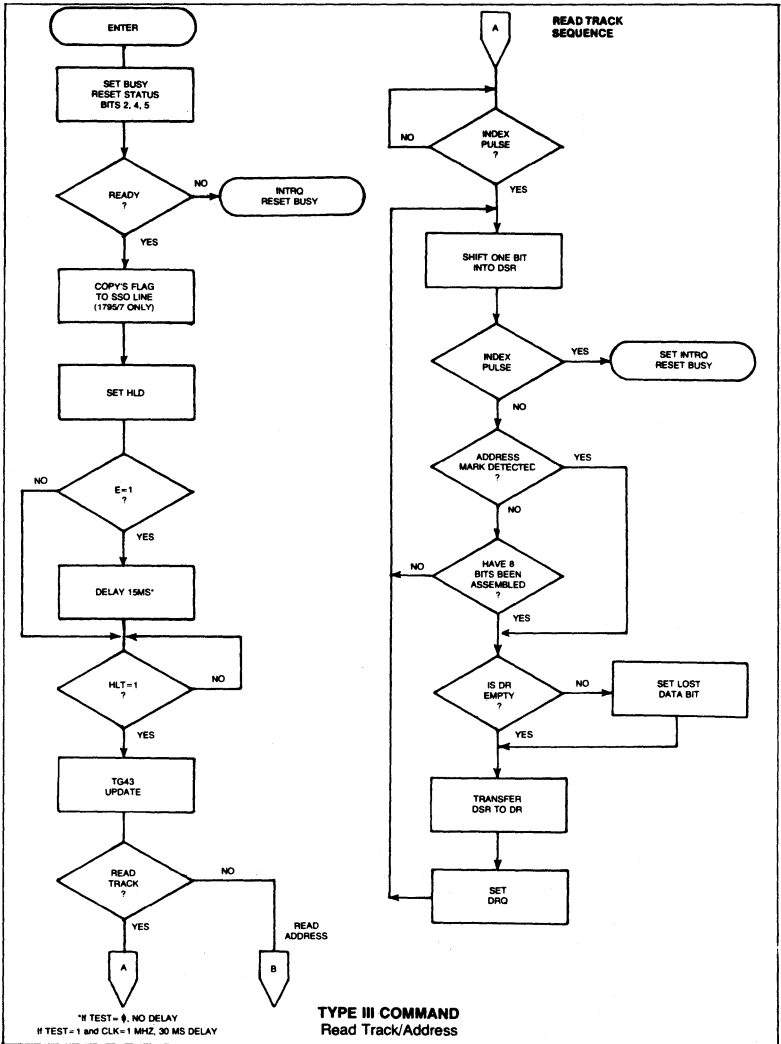 ENTER
SET BUSY
RESET STATUS
BITS 2, 4, 5
READY
?
NO
INTRQ
RESET BUSY
YES
COPY'S FLAG
TO SSO LINE
(1795/7 ONLY)
SET HLD
NO
E=1
?
YES
DELAY 15MS*
HLT=1
?
NO
YES
TG43
UPDATE
READ
TRACK
?
NO
YES
READ
ADDRESS
A
B
*If TEST=φ, NO DELAY
If TEST=1 and CLK=1 MHZ, 30 MS DELAY
A
READ TRACK
SEQUENCE
NO
INDEX
PULSE
?
YES
SHIFT ONE BIT
INTO DSR
INDEX
PULSE
YES
SET INTRQ
RESET BUSY
NO
ADDRESS
MARK DETECTED
?
YES
NO
NO
HAVE 8
BITS BEEN
ASSEMBLED
?
YES
IS DR
EMPTY
?
NO
SET LOST
DATA BIT
YES
TRANSFER
DSR TO DR
SET
DRQ
TYPE III COMMAND
Read Track/Address